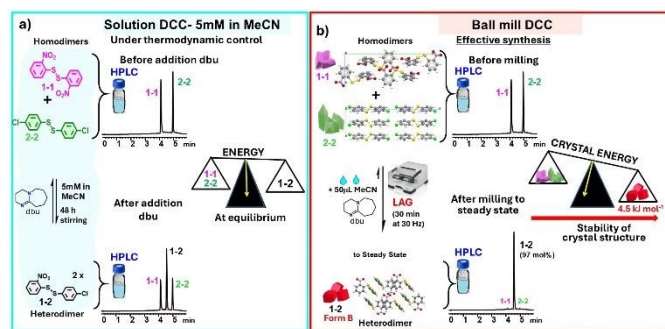 a)
Solution DCC- 5mM in MeCN
Under thermodynamic control
Homodimers
Before addition dbu
HPLC
NO₂
S
S
O₂N
1-1
+
Cl
S
S
Cl
2-2
1-1
2-2
0 1 2 3 4 5 min
ENERGY
1-1
2-2
1-2
At equilibrium
5mM in
MeCN
48 h
stirring
dbu
After addition
dbu
HPLC
1-2
1-1
2-2
0 1 2 3 4 5 min
NO₂
2 x
S
S
Cl
1-2
Heterodimer
b)
Ball mill DCC
Effective synthesis
Homodimers
Before milling
HPLC
1-1
+
2-2
1-1
2-2
0 1 2 3 4 5 min
CRYSTAL ENERGY
4.5 kJ mol⁻¹
Stability of
crystal structure
+ 50µL MeCN
dbu
LAG
(30 min
at 30 Hz)
After milling to
steady state
to Steady State
HPLC
1-2
(97 mol%)
1-1
2-2
0 1 2 3 4 5 min
1-2
Form B
Heterodimer